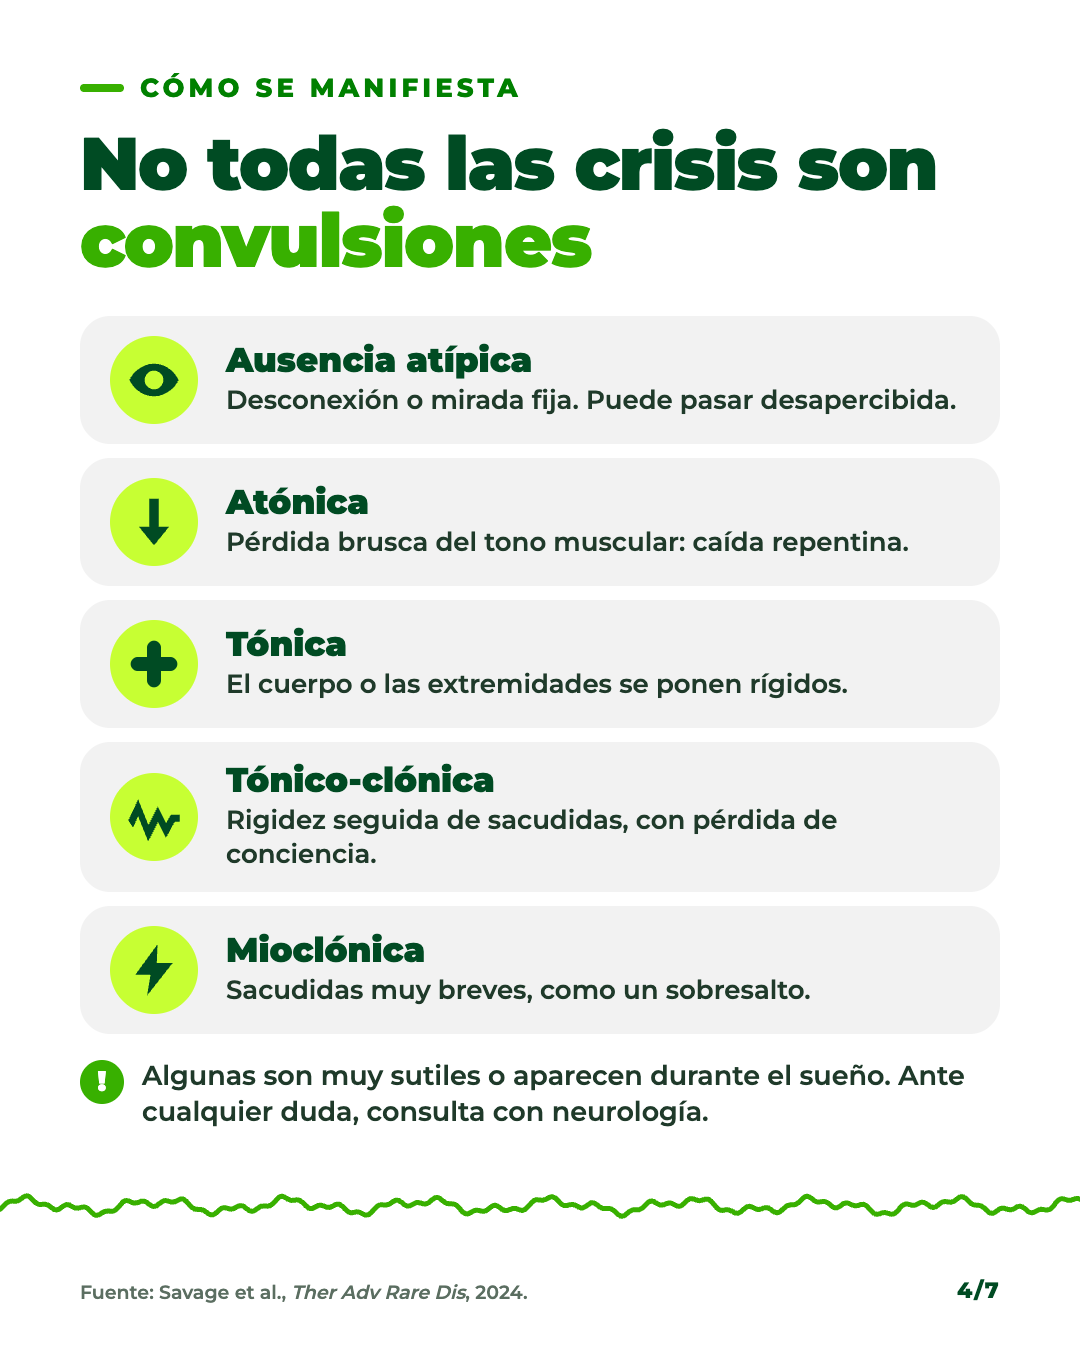 CÓMO SE MANIFIESTA
No todas las crisis son
convulsiones
Ausencia atípica
Desconexión o mirada fija. Puede pasar desapercibida.
Atónica
Pérdida brusca del tono muscular: caída repentina.
Tónica
El cuerpo o las extremidades se ponen rígidos.
Tónico-clónica
Rigidez seguida de sacudidas, con pérdida de
conciencia.
Mioclónica
Sacudidas muy breves, como un sobresalto.
! Algunas son muy sutiles o aparecen durante el sueño. Ante
cualquier duda, consulta con neurología.
Fuente: Savage et al., Ther Adv Rare Dis, 2024.
4/7